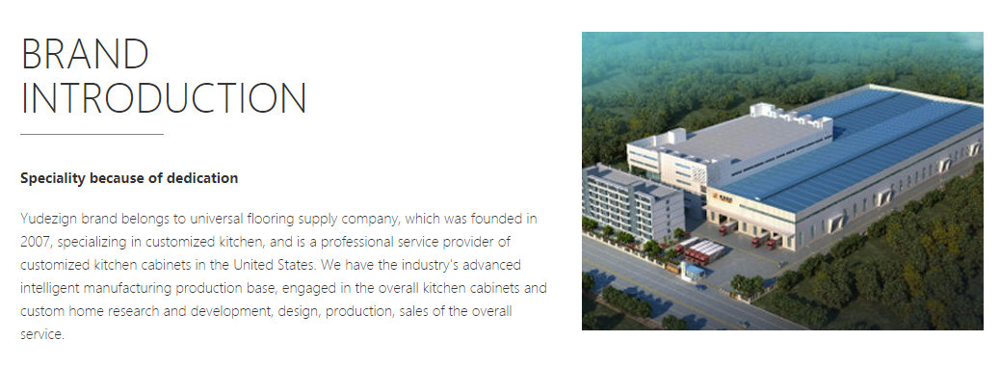 BRAND
INTRODUCTION
Speciality because of dedication
Yudezign brand belongs to universal flooring supply company, which was founded in
2007, specializing in customized kitchen, and is a professional service provider of
customized kitchen cabinets in the United States. We have the industry's advanced
intelligent manufacturing production base, engaged in the overall kitchen cabinets and
custom home research and development, design, production, sales of the overall
service.